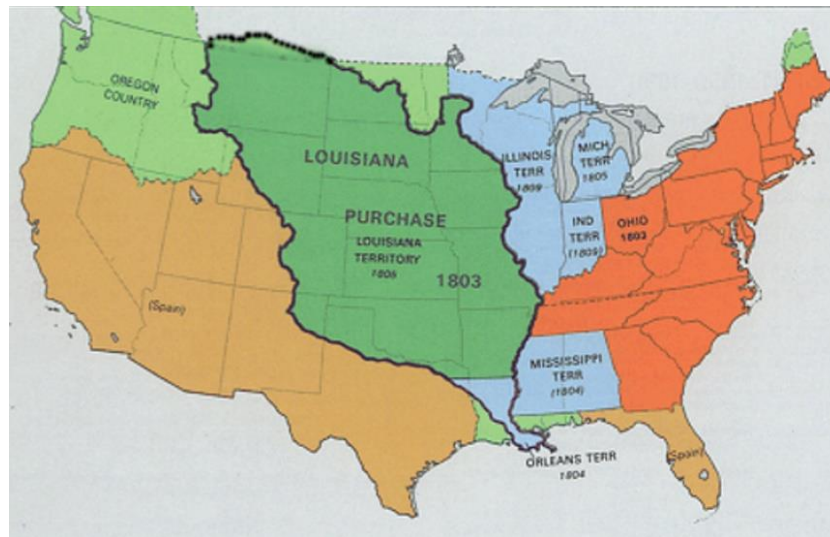 OREGON
COUNTRY
LOUISIANA
PURCHASE
LOUISIANA
TERRITORY
1805
1803
ILLINOIS
TERR
1809
MICH
TERR
1805
IND
TERR
(1809)
OHIO
1803
(Spain)
MISSISSIPPI
TERR
(1804)
ORLEANS TERR
1804
(Spain)